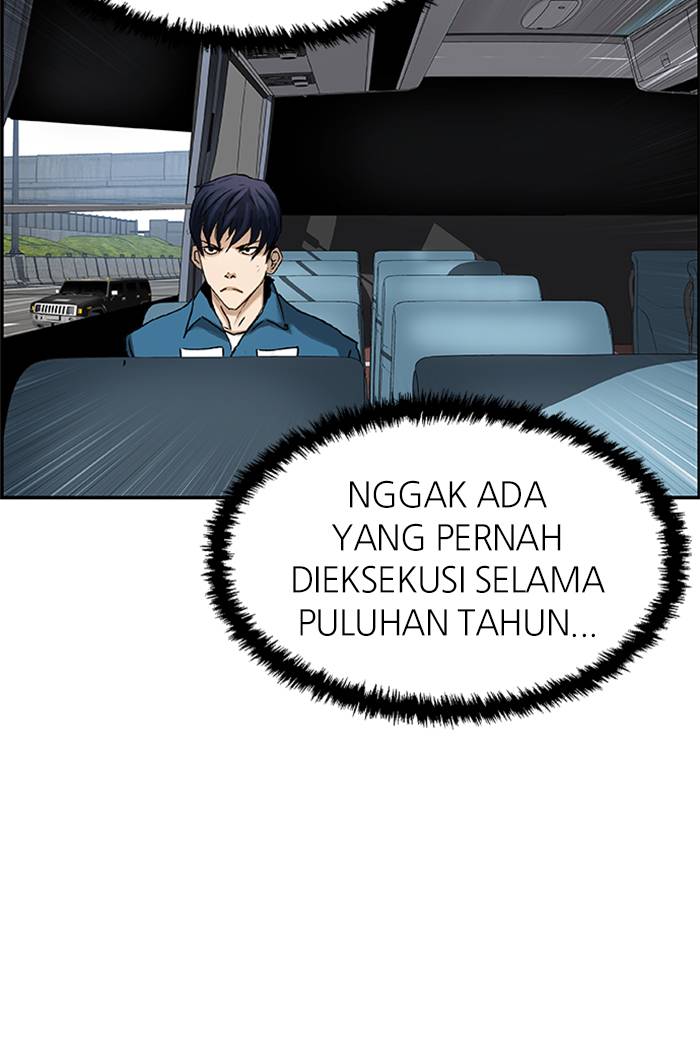 NGGAK ADA
YANG PERNAH
DIEKSEKUSI SELAMA
PULUHAN TAHUN...